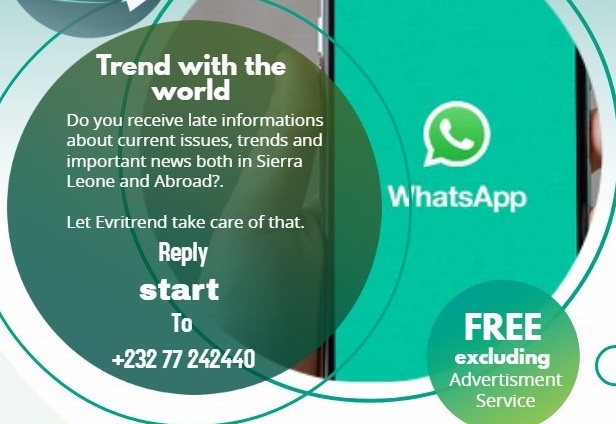 Trend with the
world
Do you receive late informations
about current issues, trends and
important news both in Sierra
Leone and Abroad?.
Let Evritrend take care of that.
Reply
start
To
+232 77 242440
WhatsApp
FREE
excluding
Advertisment
Service